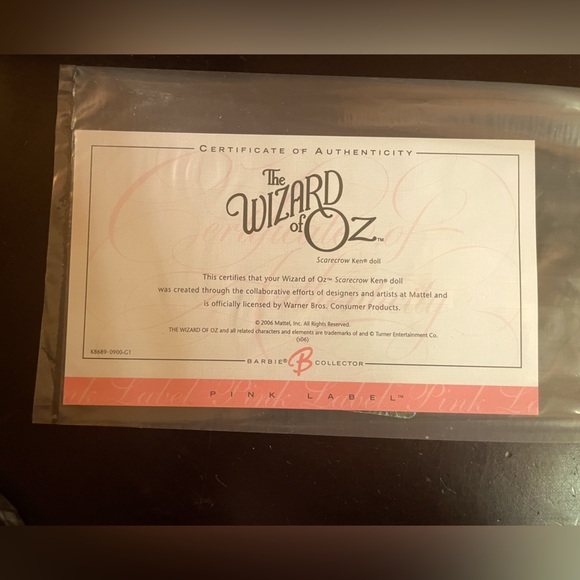 CERTIFICATE OF AUTHENTICITY
The
WIZARD
of OZ™
Scarecrow Ken® doll
This certifies that your Wizard of Oz™ Scarecrow Ken® doll
was created through the collaborative efforts of designers and artists at Mattel and
is officially licensed by Warner Bros. Consumer Products.
© 2006 Mattel, Inc. All Rights Reserved.
THE WIZARD OF OZ and all related characters and elements are trademarks of and © Turner Entertainment Co.
(s06)
K8689-0900-G1
BARBIE® B COLLECTOR
PINK LABEL™